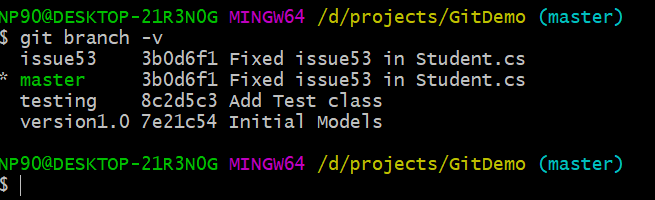 NP90@DESKTOP-21R3N0G MINGW64 /d/projects/GitDemo (master)
$ git branch -v
  issue53    3b0d6f1 Fixed issue53 in Student.cs
* master     3b0d6f1 Fixed issue53 in Student.cs
  testing    8c2d5c3 Add Test class
  version1.0 7e21c54 Initial Models
NP90@DESKTOP-21R3N0G MINGW64 /d/projects/GitDemo (master)
$